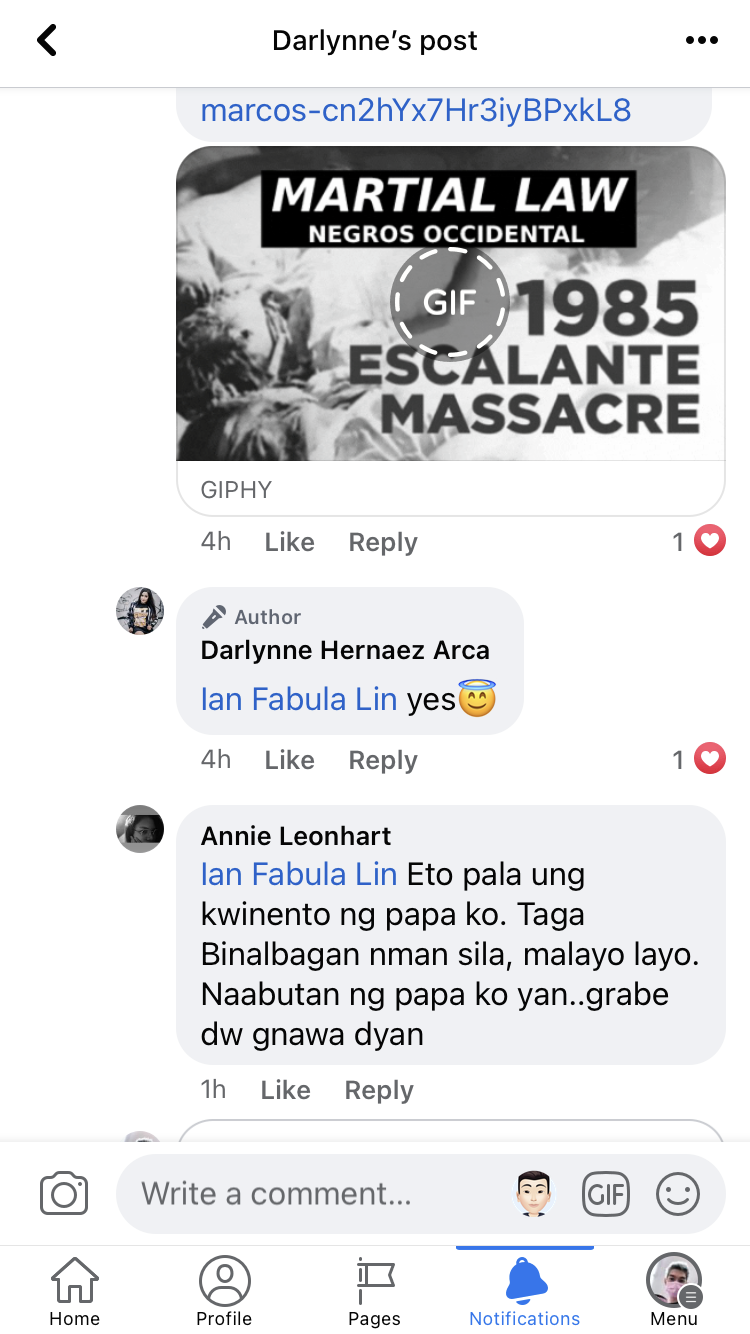 Darlynne's post
marcos-cn2hYx7Hr3iyBPxkL8
MARTIAL LAW
NEGROS OCCIDENTAL
GIF
1985
ESCALANTE
MASSACRE
GIPHY
4h Like Reply 1
Author
Darlynne Hernaez Arca
Ian Fabula Lin yes😇
4h Like Reply 1
Annie Leonhart
Ian Fabula Lin Eto pala ung
kwinento ng papa ko. Taga
Binalbagan nman sila, malayo layo.
Naabutan ng papa ko yan..grabe
dw gnawa dyan
1h Like Reply
Write a comment...
GIF
Home Profile Pages Notifications Menu